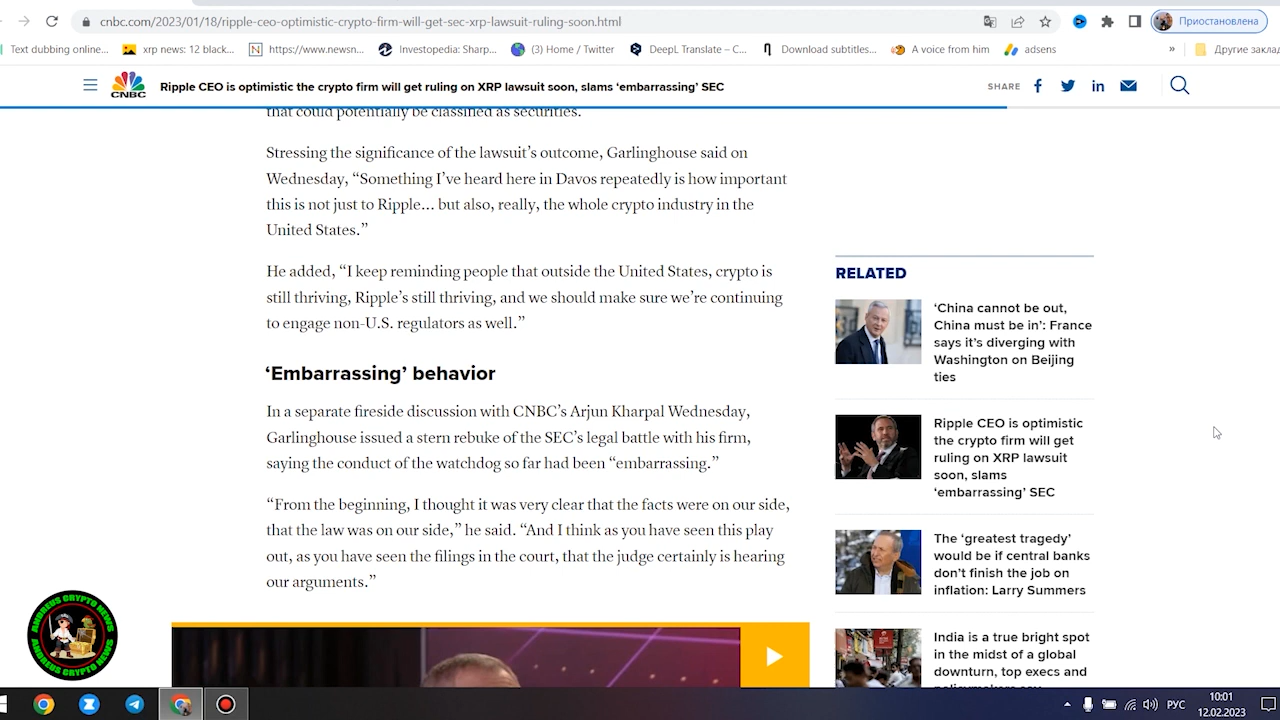 cnbc.com/2023/01/18/ripple-ceo-optimistic-crypto-firm-will-get-sec-xrp-lawsuit-ruling-soon.html
Приостановлена
Text dubbing online...
xrp news: 12 black...
https://www.newsn...
Investopedia: Sharp...
(3) Home / Twitter
DeepL Translate – C...
Download subtitles...
A voice from him
adsens
»
Другие закла
CNBC
Ripple CEO is optimistic the crypto firm will get ruling on XRP lawsuit soon, slams ‘embarrassing’ SEC
SHARE
that could potentially be classified as securities.
Stressing the significance of the lawsuit’s outcome, Garlinghouse said on
Wednesday, “Something I’ve heard here in Davos repeatedly is how important
this is not just to Ripple… but also, really, the whole crypto industry in the
United States.”
He added, “I keep reminding people that outside the United States, crypto is
still thriving, Ripple’s still thriving, and we should make sure we’re continuing
to engage non-U.S. regulators as well.”
‘Embarrassing’ behavior
In a separate fireside discussion with CNBC’s Arjun Kharpal Wednesday,
Garlinghouse issued a stern rebuke of the SEC’s legal battle with his firm,
saying the conduct of the watchdog so far had been “embarrassing.”
“From the beginning, I thought it was very clear that the facts were on our side,
that the law was on our side,” he said. “And I think as you have seen this play
out, as you have seen the filings in the court, that the judge certainly is hearing
our arguments.”
RELATED
‘China cannot be out,
China must be in’: France
says it’s diverging with
Washington on Beijing
ties
Ripple CEO is optimistic
the crypto firm will get
ruling on XRP lawsuit
soon, slams
‘embarrassing’ SEC
The ‘greatest tragedy’
would be if central banks
don’t finish the job on
inflation: Larry Summers
India is a true bright spot
in the midst of a global
downturn, top execs and
policymakers say
ANDREUS CRYPTO NEWS
ANDREUS CRYPTO NEWS
РУС
10:01
12.02.2023